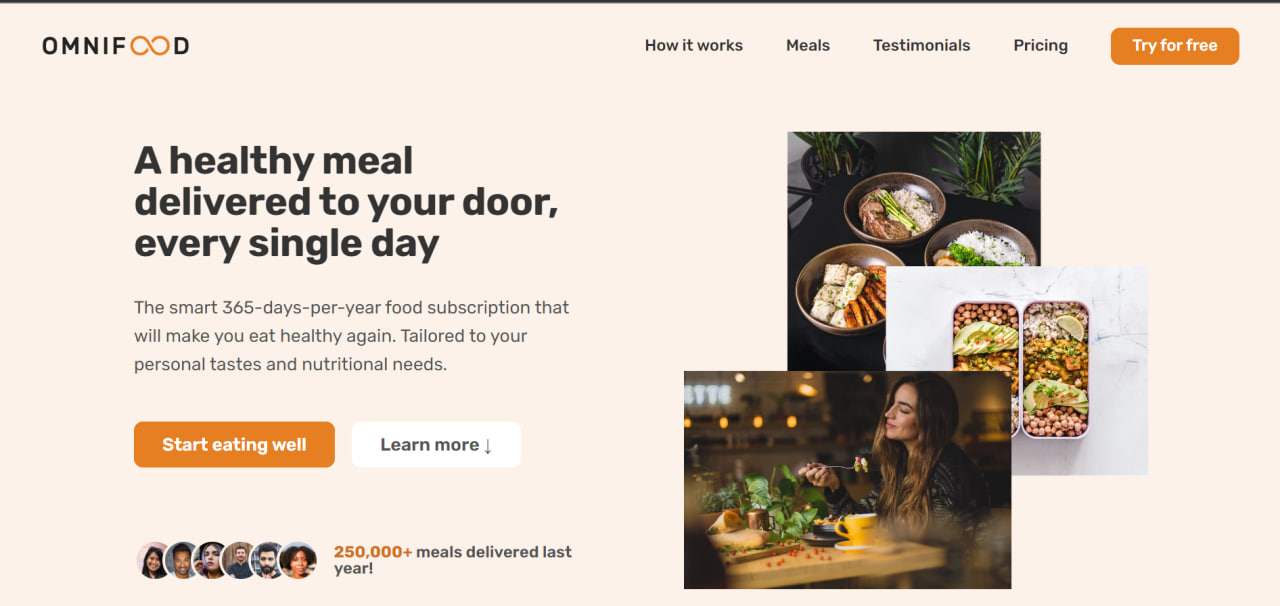 OMNIFOOD
How it works
Meals
Testimonials
Pricing
Try for free
A healthy meal
delivered to your door,
every single day
The smart 365-days-per-year food subscription that
will make you eat healthy again. Tailored to your
personal tastes and nutritional needs.
Start eating well
Learn more ↓
250,000+ meals delivered last
year!